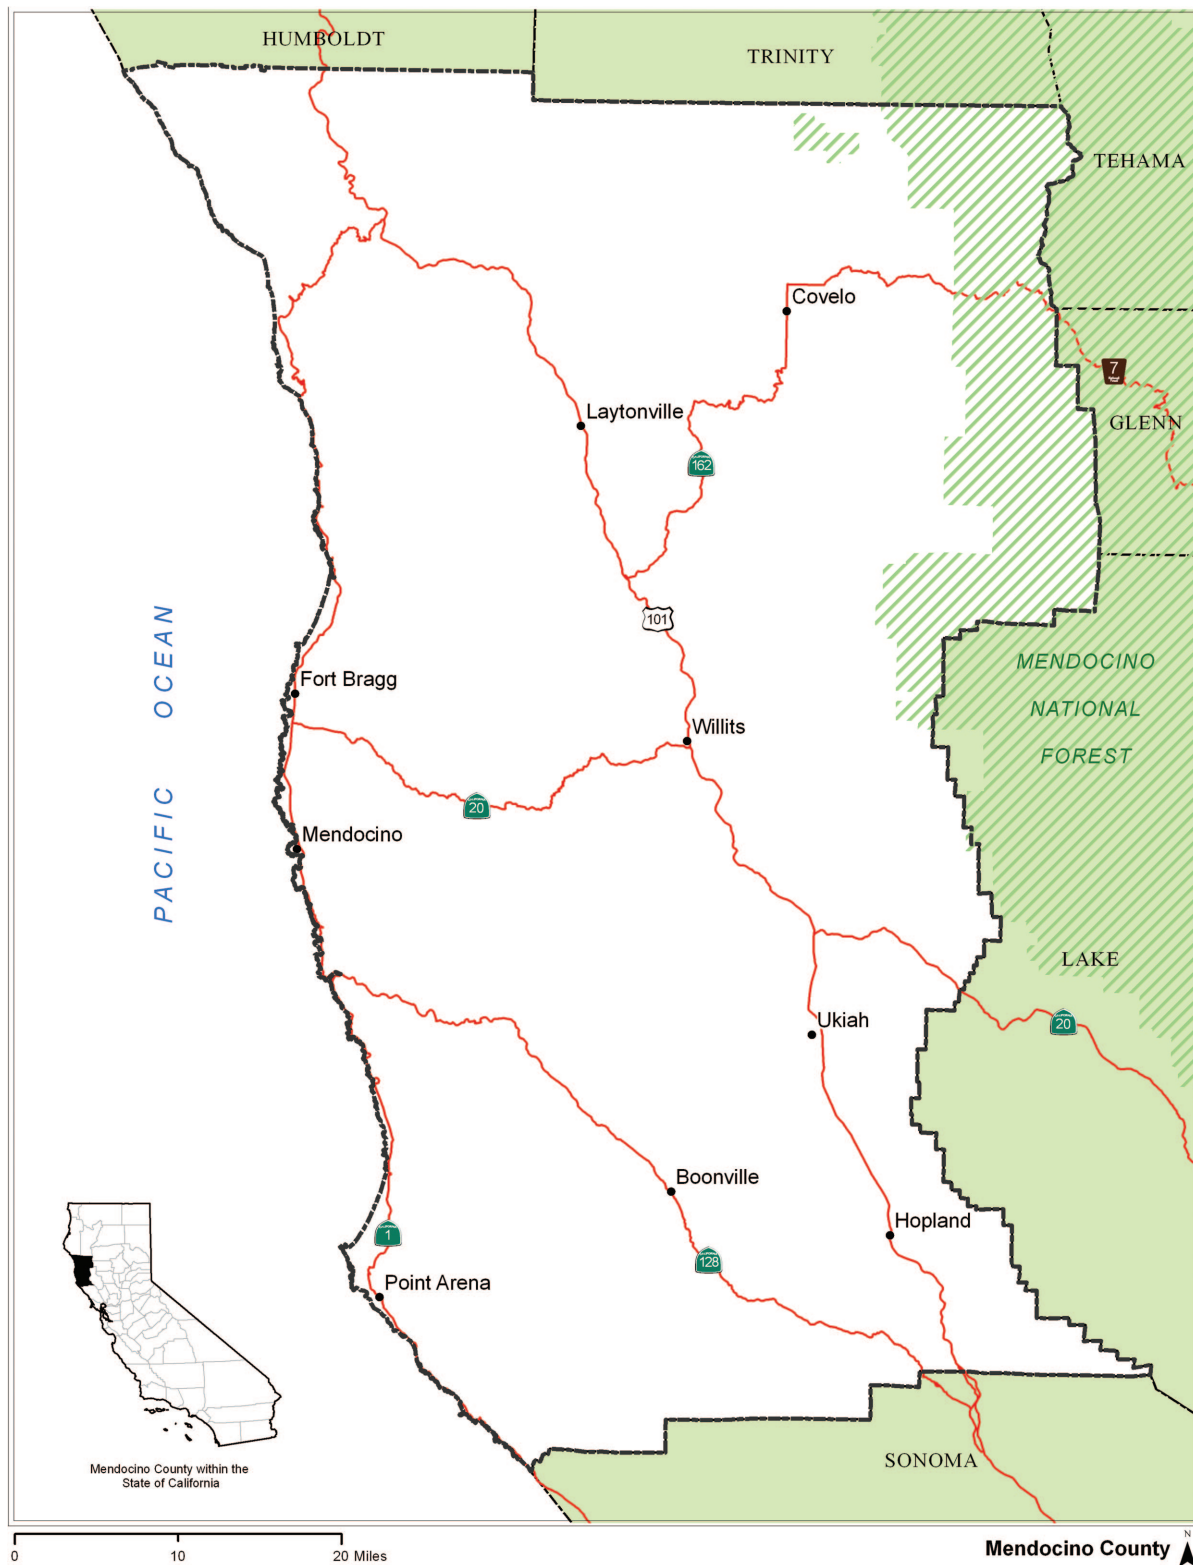 HUMBOLDT
TRINITY
TEHAMA
Covelo
7
GLENN
Laytonville
162
101
PACIFIC OCEAN
MENDOCINO
NATIONAL
FOREST
Fort Bragg
Willits
20
Mendocino
LAKE
Ukiah
20
Boonville
Hopland
1
128
Point Arena
SONOMA
Mendocino County within the
State of California
0 10 20 Miles
Mendocino County
N